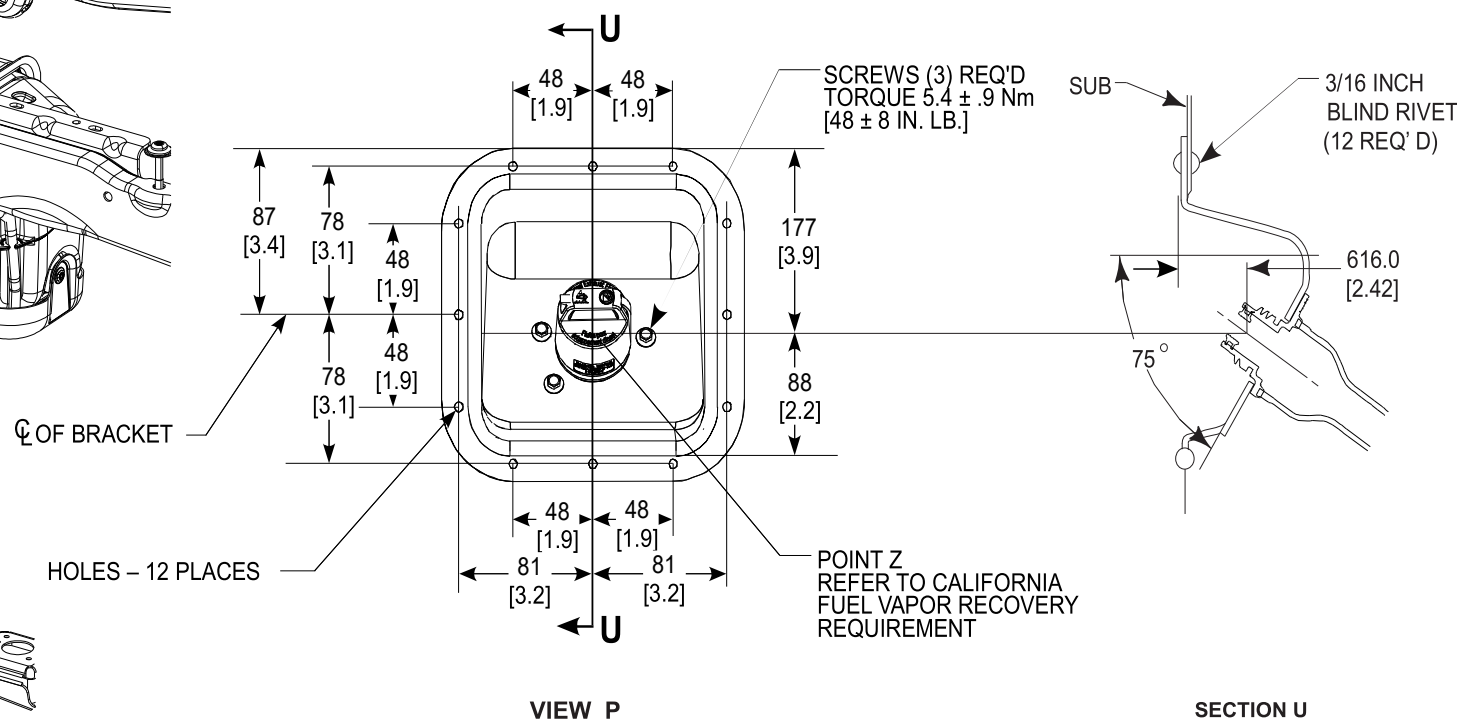 U
48
[1.9]
48
[1.9]
SCREWS (3) REQ'D
TORQUE 5.4 ± .9 Nm
[48 ± 8 IN. LB.]
SUB
3/16 INCH
BLIND RIVET
(12 REQ' D)
87
[3.4]
78
[3.1]
48
[1.9]
177
[3.9]
616.0
[2.42]
75°
48
[1.9]
78
[3.1]
88
[2.2]
℄ OF BRACKET
48
[1.9]
48
[1.9]
81
[3.2]
81
[3.2]
HOLES – 12 PLACES
POINT Z
REFER TO CALIFORNIA
FUEL VAPOR RECOVERY
REQUIREMENT
U
VIEW P
SECTION U